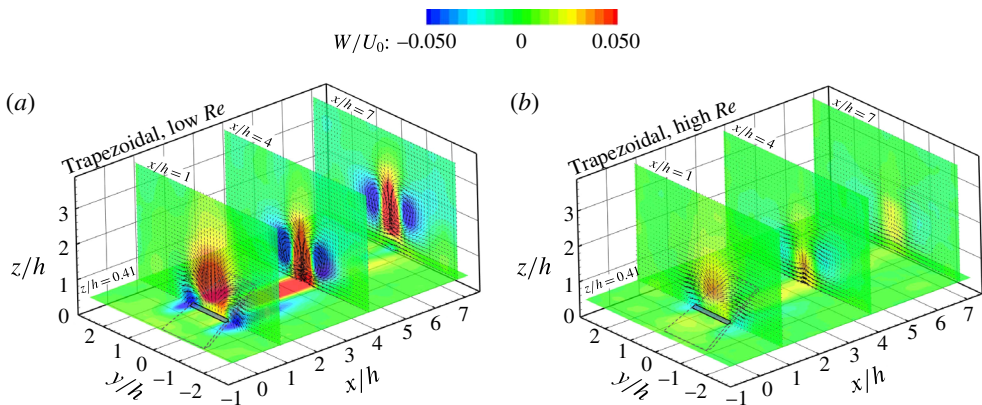 W/U₀: −0.050 0 0.050
(a)
Trapezoidal, low Re
x/h = 1
x/h = 4
x/h = 7
z/h = 0.41
z/h
3
2
1
0
y/h
2
1
0
−1
−2
x/h
−1
0
1
2
3
4
5
6
7
(b)
Trapezoidal, high Re
x/h = 1
x/h = 4
x/h = 7
z/h = 0.41
z/h
3
2
1
0
y/h
2
1
0
−1
−2
x/h
−1
0
1
2
3
4
5
6
7